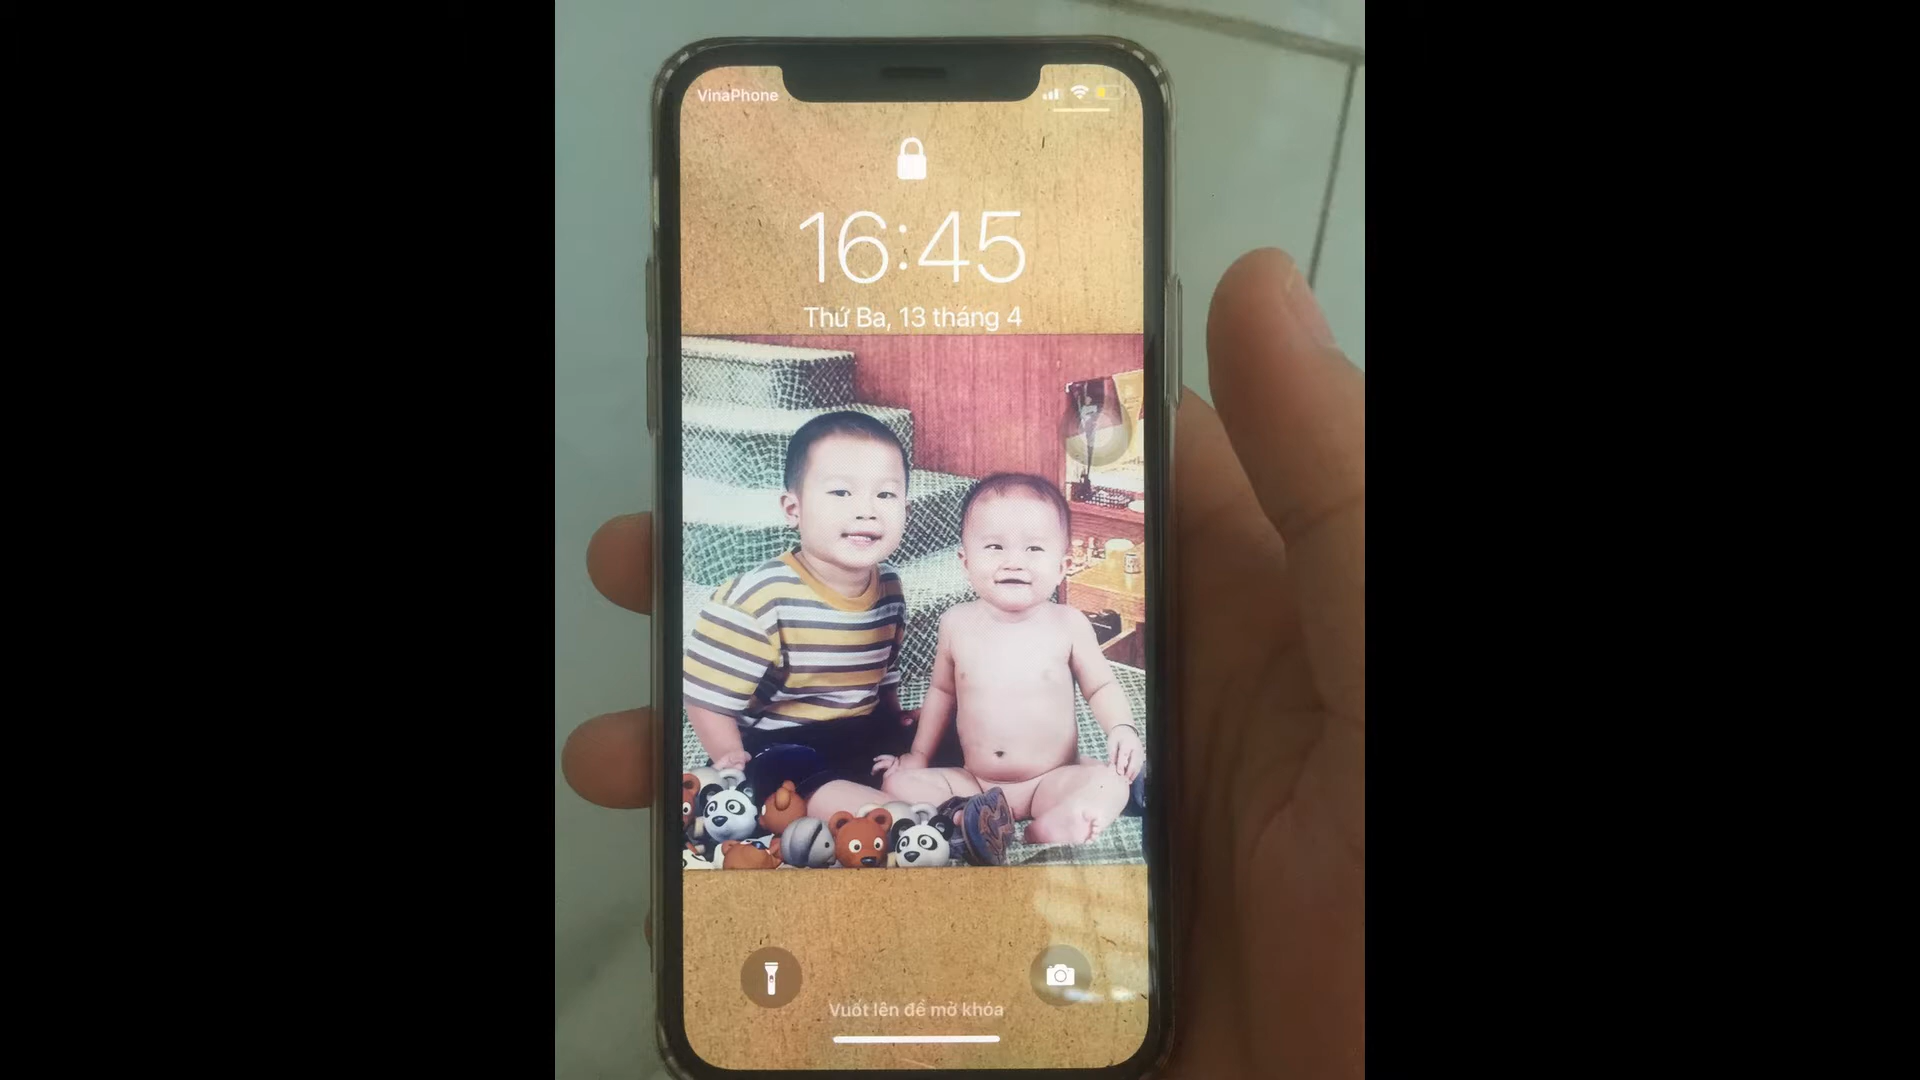 VinaPhone
16:45
Thứ Ba, 13 tháng 4
Vuốt lên để mở khóa